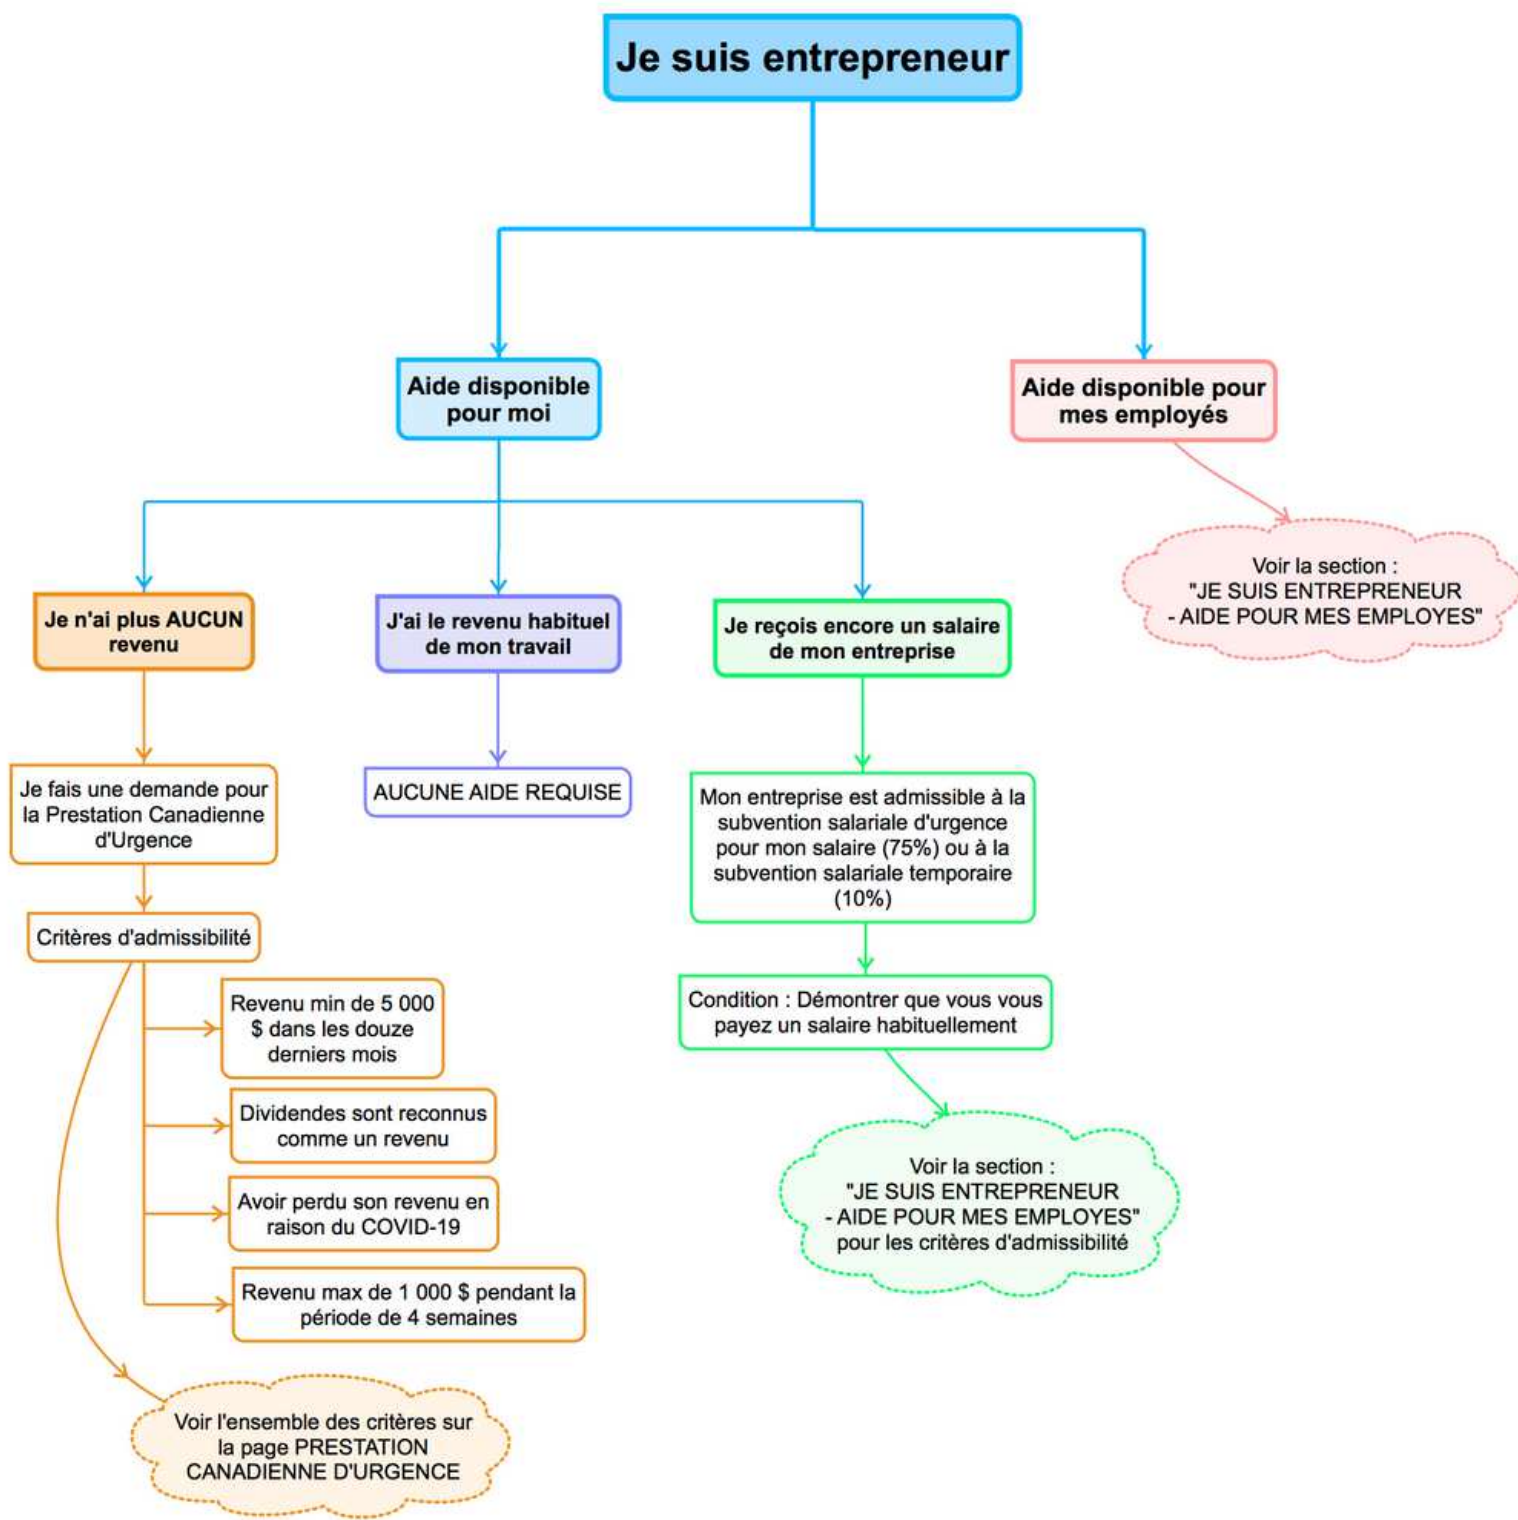 Je suis entrepreneur
Aide disponible
pour moi
Aide disponible pour
mes employés
Voir la section :
"JE SUIS ENTREPRENEUR
- AIDE POUR MES EMPLOYES"
Je n'ai plus AUCUN
revenu
J'ai le revenu habituel
de mon travail
Je reçois encore un salaire
de mon entreprise
Je fais une demande pour
la Prestation Canadienne
d'Urgence
AUCUNE AIDE REQUISE
Mon entreprise est admissible à la
subvention salariale d'urgence
pour mon salaire (75%) ou à la
subvention salariale temporaire
(10%)
Critères d'admissibilité
Revenu min de 5 000
$ dans les douze
derniers mois
Condition : Démontrer que vous vous
payez un salaire habituellement
Dividendes sont reconnus
comme un revenu
Avoir perdu son revenu en
raison du COVID-19
Revenu max de 1 000 $ pendant la
période de 4 semaines
Voir la section :
"JE SUIS ENTREPRENEUR
- AIDE POUR MES EMPLOYES"
pour les critères d'admissibilité
Voir l'ensemble des critères sur
la page PRESTATION
CANADIENNE D'URGENCE